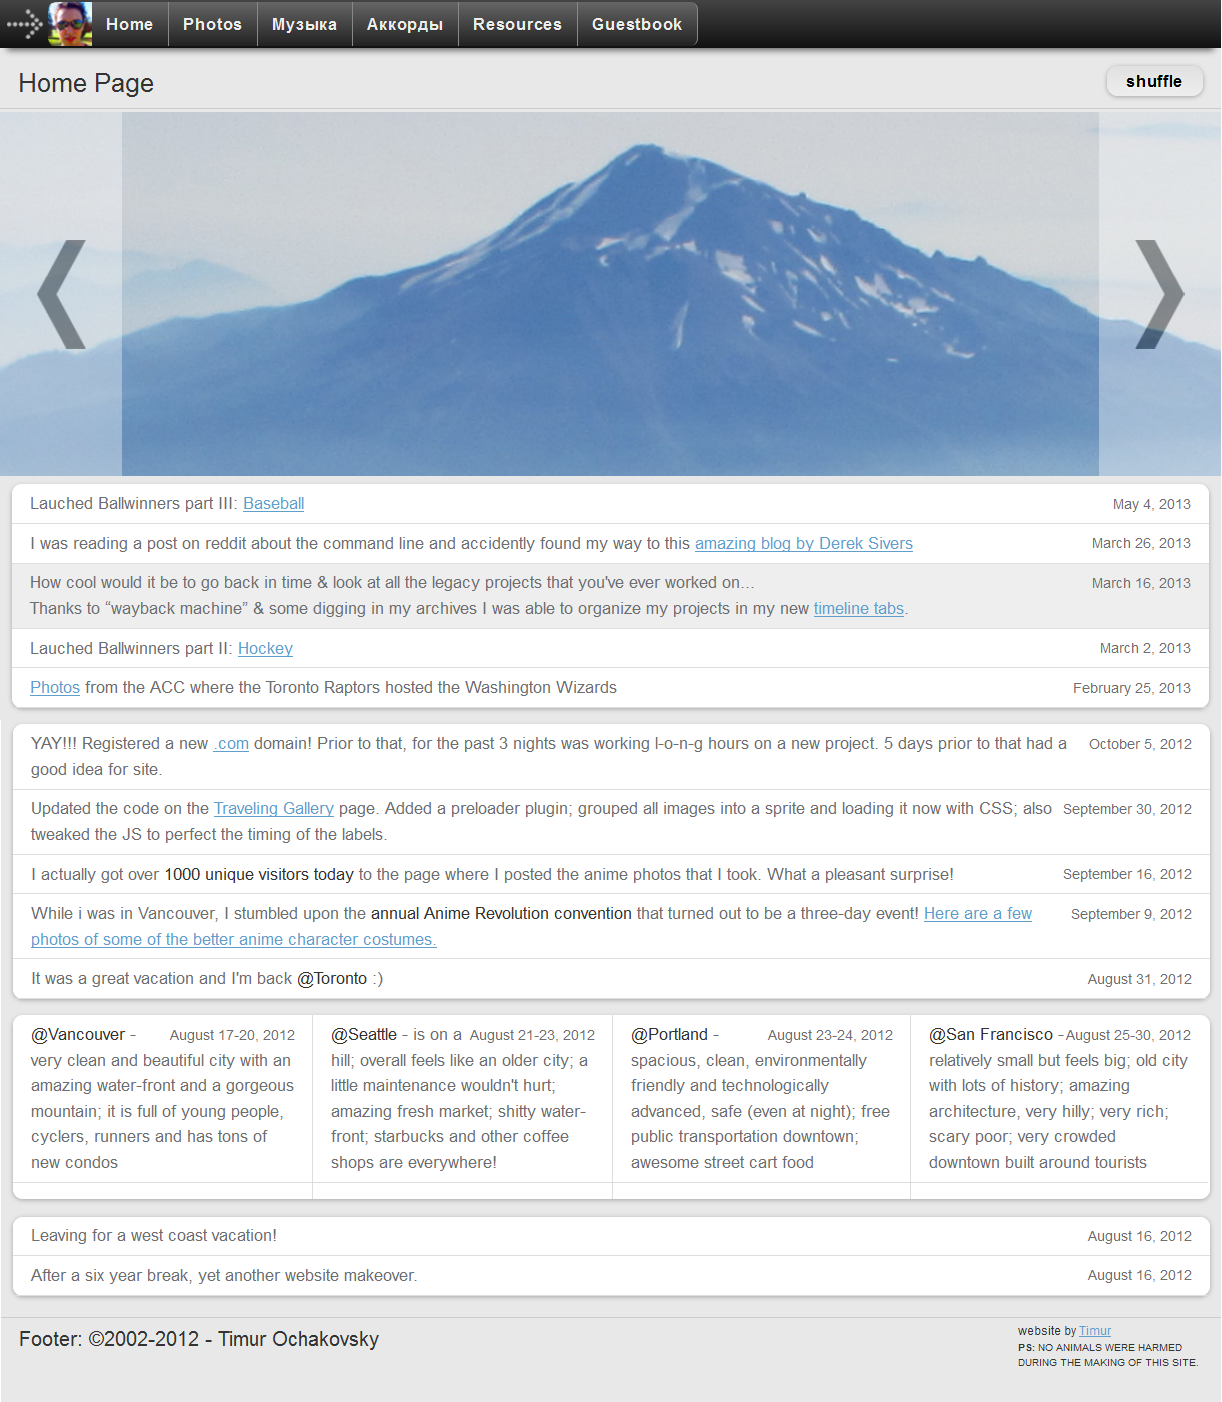 Home Photos Музыка Аккорды Resources Guestbook
Home Page
shuffle
Lauched Ballwinners part III: Baseball May 4, 2013
I was reading a post on reddit about the command line and accidently found my way to this amazing blog by Derek Sivers March 26, 2013
How cool would it be to go back in time & look at all the legacy projects that you've ever worked on... March 16, 2013
Thanks to “wayback machine” & some digging in my archives I was able to organize my projects in my new timeline tabs.
Lauched Ballwinners part II: Hockey March 2, 2013
Photos from the ACC where the Toronto Raptors hosted the Washington Wizards February 25, 2013
YAY!!! Registered a new .com domain! Prior to that, for the past 3 nights was working l-o-n-g hours on a new project. 5 days prior to that had a October 5, 2012
good idea for site.
Updated the code on the Traveling Gallery page. Added a preloader plugin; grouped all images into a sprite and loading it now with CSS; also September 30, 2012
tweaked the JS to perfect the timing of the labels.
I actually got over 1000 unique visitors today to the page where I posted the anime photos that I took. What a pleasant surprise! September 16, 2012
While i was in Vancouver, I stumbled upon the annual Anime Revolution convention that turned out to be a three-day event! Here are a few September 9, 2012
photos of some of the better anime character costumes.
It was a great vacation and I'm back @Toronto :) August 31, 2012
@Vancouver - August 17-20, 2012
very clean and beautiful city with an
amazing water-front and a gorgeous
mountain; it is full of young people,
cyclers, runners and has tons of
new condos
@Seattle - is on a August 21-23, 2012
hill; overall feels like an older city; a
little maintenance wouldn't hurt;
amazing fresh market; shitty water-
front; starbucks and other coffee
shops are everywhere!
@Portland - August 23-24, 2012
spacious, clean, environmentally
friendly and technologically
advanced, safe (even at night); free
public transportation downtown;
awesome street cart food
@San Francisco - August 25-30, 2012
relatively small but feels big; old city
with lots of history; amazing
architecture, very hilly; very rich;
scary poor; very crowded
downtown built around tourists
Leaving for a west coast vacation! August 16, 2012
After a six year break, yet another website makeover. August 16, 2012
Footer: ©2002-2012 - Timur Ochakovsky
website by Timur
PS: NO ANIMALS WERE HARMED
DURING THE MAKING OF THIS SITE.